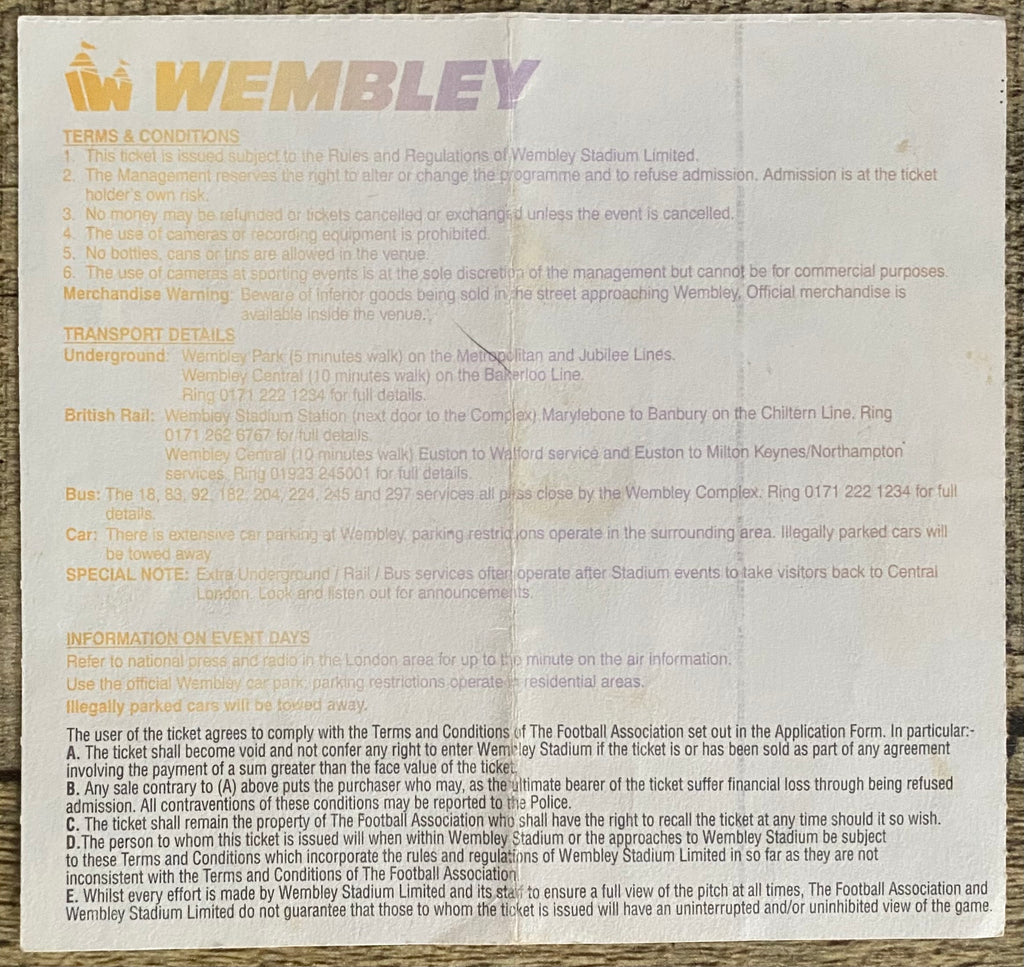 WEMBLEY
TERMS & CONDITIONS
1. This ticket is issued subject to the Rules and Regulations of Wembley Stadium Limited.
2. The Management reserves the right to alter or change the programme and to refuse admission. Admission is at the ticket
holder's own risk.
3. No money may be refunded or tickets cancelled or exchanged unless the event is cancelled.
4. The use of cameras or recording equipment is prohibited.
5. No bottles, cans or tins are allowed in the venue.
6. The use of cameras at sporting events is at the sole discretion of the management but cannot be for commercial purposes.
Merchandise Warning: Beware of inferior goods being sold in the street approaching Wembley. Official merchandise is
available inside the venue.
TRANSPORT DETAILS
Underground: Wembley Park (5 minutes walk) on the Metropolitan and Jubilee Lines.
Wembley Central (10 minutes walk) on the Bakerloo Line.
Ring 0171 222 1234 for full details.
British Rail: Wembley Stadium Station (next door to the Complex) Marylebone to Banbury on the Chiltern Line. Ring
0171 262 6767 for full details.
Wembley Central (10 minutes walk) Euston to Watford service and Euston to Milton Keynes/Northampton
services. Ring 01923 245001 for full details.
Bus: The 18, 83, 92, 182, 204, 224, 245 and 297 services all pass close by the Wembley Complex. Ring 0171 222 1234 for full
details.
Car: There is extensive car parking at Wembley, parking restrictions operate in the surrounding area. Illegally parked cars will
be towed away
SPECIAL NOTE: Extra Underground / Rail / Bus services often operate after Stadium events to take visitors back to Central
London. Look and listen out for announcements.
INFORMATION ON EVENT DAYS
Refer to national press and radio in the London area for up to the minute on the air information.
Use the official Wembley car park, parking restrictions operate in residential areas.
Illegally parked cars will be towed away.
The user of the ticket agrees to comply with the Terms and Conditions of The Football Association set out in the Application Form. In particular:-
A. The ticket shall become void and not confer any right to enter Wembley Stadium if the ticket is or has been sold as part of any agreement
involving the payment of a sum greater than the face value of the ticket.
B. Any sale contrary to (A) above puts the purchaser who may, as the ultimate bearer of the ticket suffer financial loss through being refused
admission. All contraventions of these conditions may be reported to the Police.
C. The ticket shall remain the property of The Football Association who shall have the right to recall the ticket at any time should it so wish.
D.The person to whom this ticket is issued will when within Wembley Stadium or the approaches to Wembley Stadium be subject
to these Terms and Conditions which incorporate the rules and regulations of Wembley Stadium Limited in so far as they are not
inconsistent with the Terms and Conditions of The Football Association
E. Whilst every effort is made by Wembley Stadium Limited and its staff to ensure a full view of the pitch at all times, The Football Association and
Wembley Stadium Limited do not guarantee that those to whom the ticket is issued will have an uninterrupted and/or uninhibited view of the game.